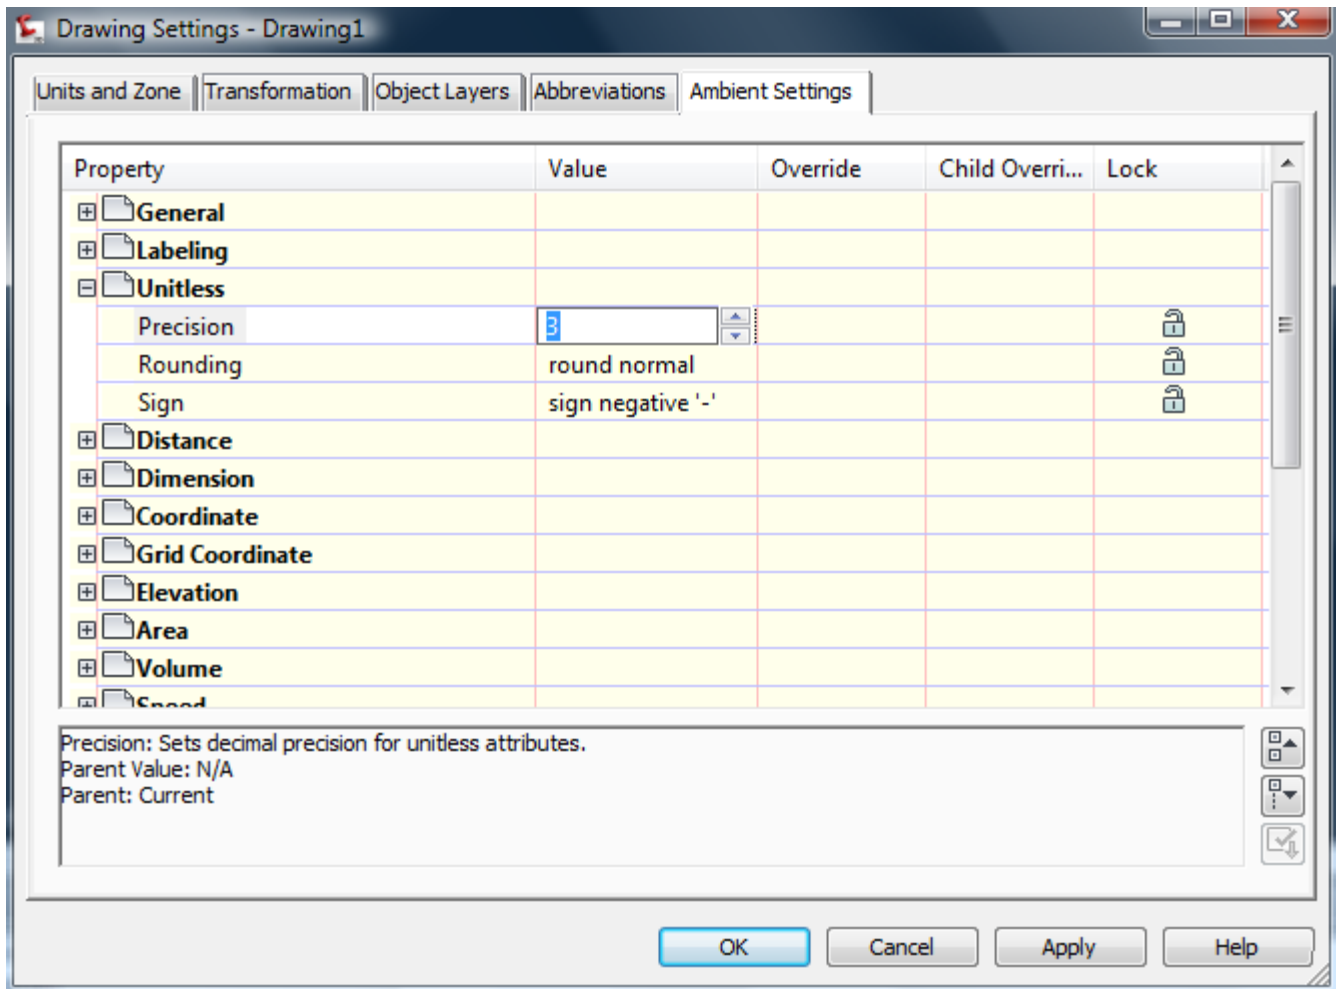 Drawing Settings - Drawing1
Units and Zone Transformation Object Layers Abbreviations Ambient Settings
Property Value Override Child Overri... Lock
General
Labeling
Unitless
Precision 3
Rounding round normal
Sign sign negative '-'
Distance
Dimension
Coordinate
Grid Coordinate
Elevation
Area
Volume
Speed
Precision: Sets decimal precision for unitless attributes.
Parent Value: N/A
Parent: Current
OK Cancel Apply Help